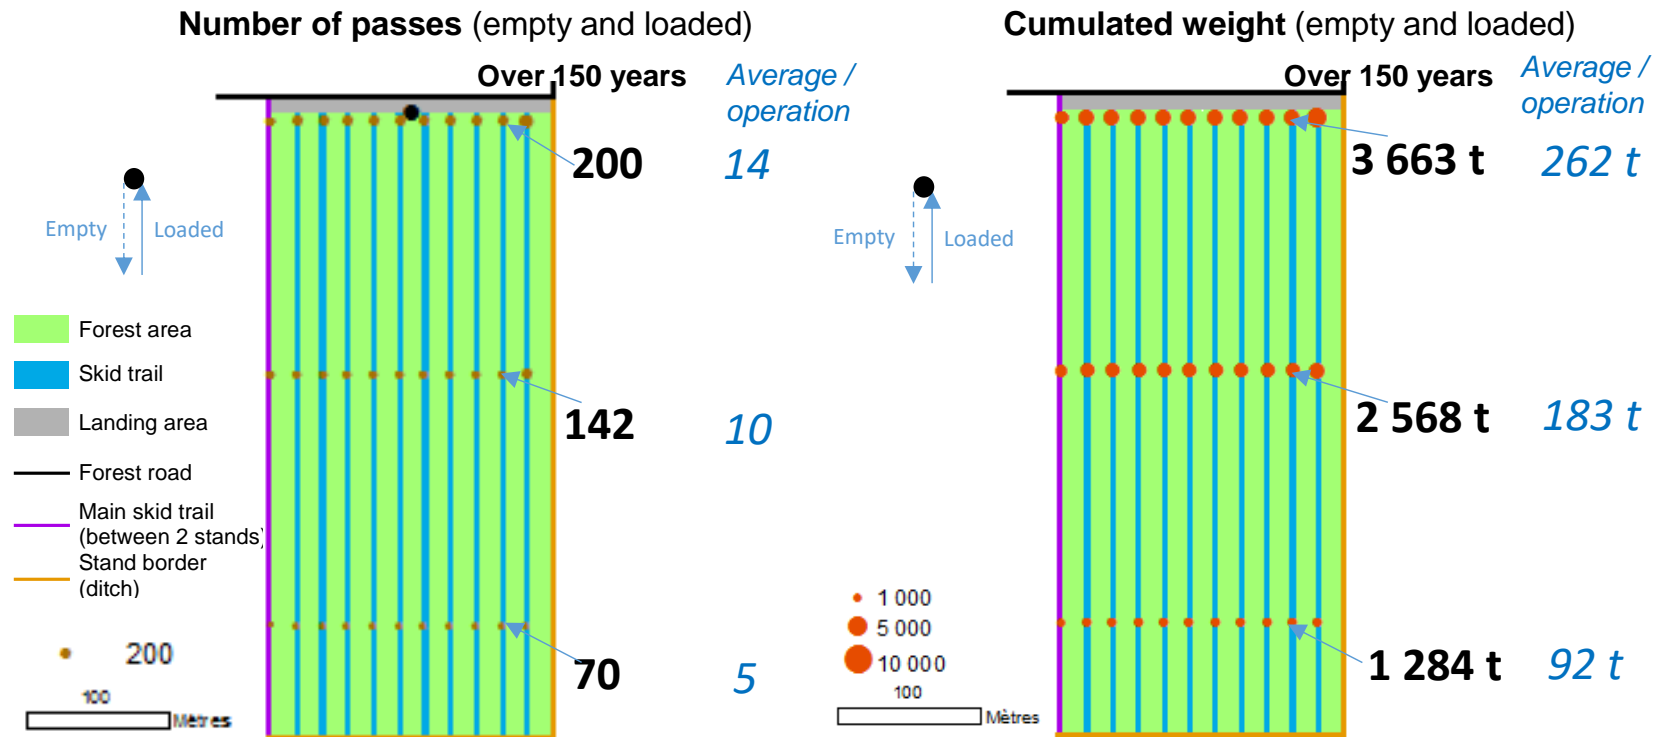 Number of passes (empty and loaded)
Over 150 years
Average /
operation
200
14
Empty
Loaded
142
10
70
5
Forest area
Skid trail
Landing area
Forest road
Main skid trail
(between 2 stands)
Stand border
(ditch)
200
100
Mètres
Cumulated weight (empty and loaded)
Over 150 years
Average /
operation
3 663 t
262 t
Empty
Loaded
2 568 t
183 t
1 284 t
92 t
1 000
5 000
10 000
100
Mètres